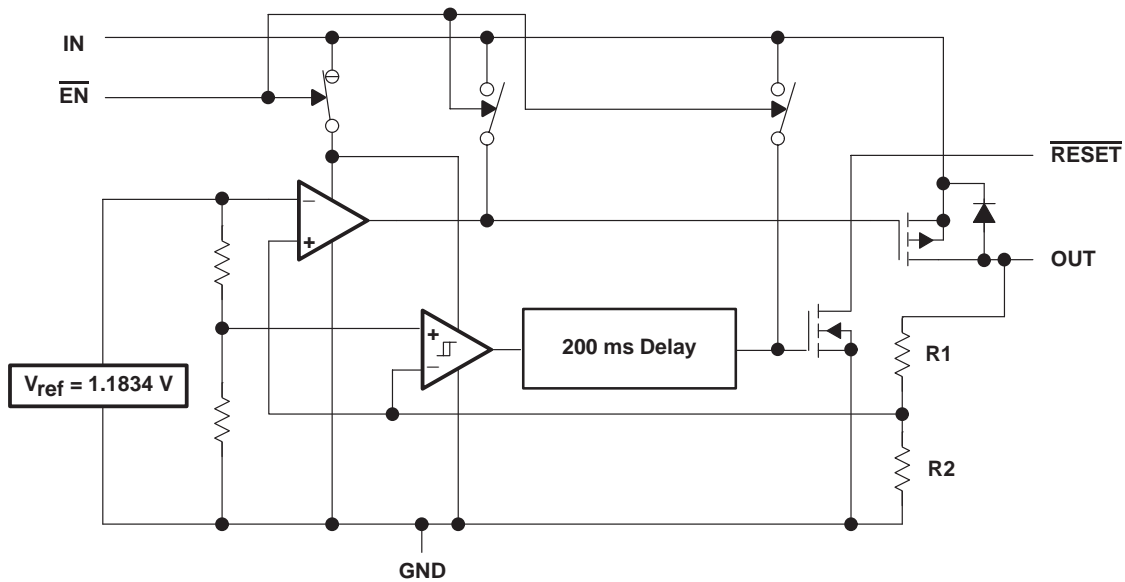 IN
EN
RESET
−
+
OUT
+
−
200 ms Delay
R1
Vref = 1.1834 V
R2
GND